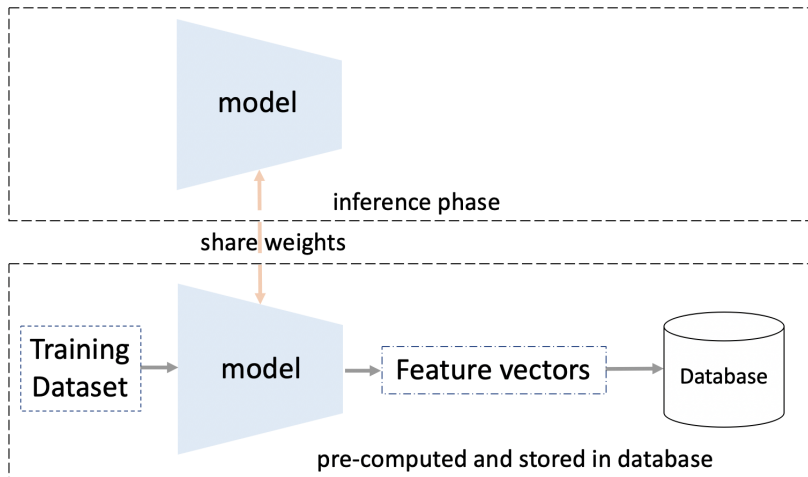 model
inference phase
share weights
Training
Dataset
model
Feature vectors
Database
pre-computed and stored in database